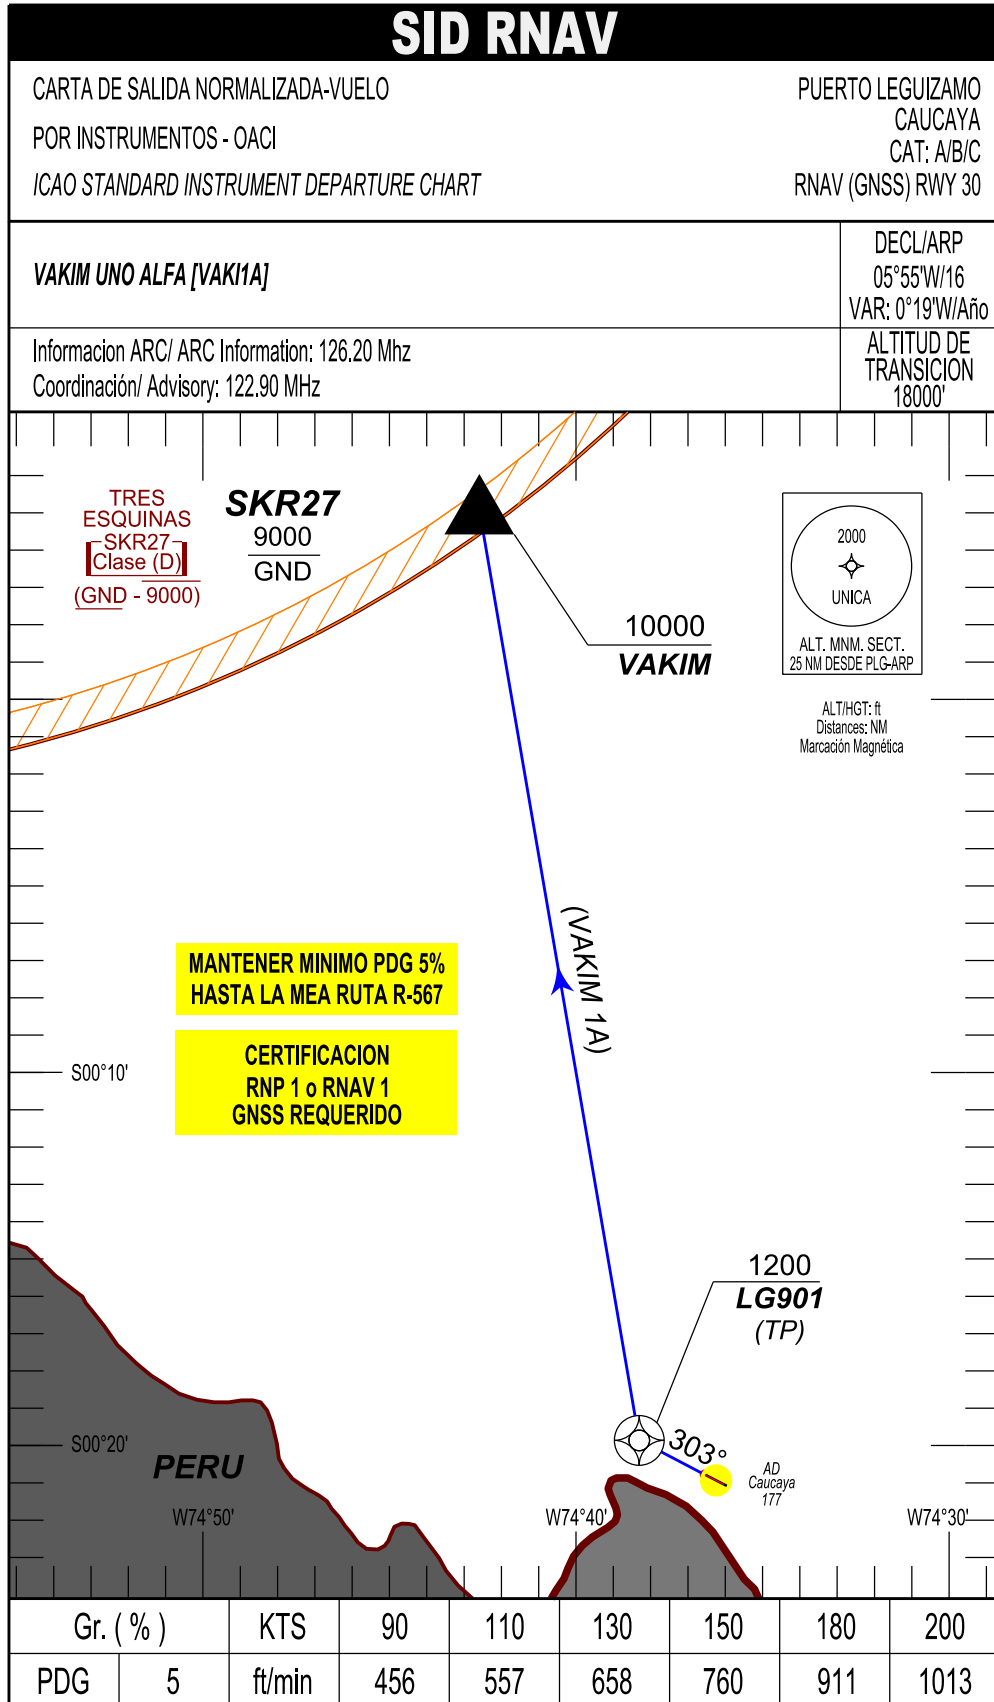 SID RNAV
CARTA DE SALIDA NORMALIZADA-VUELO
POR INSTRUMENTOS - OACI
ICAO STANDARD INSTRUMENT DEPARTURE CHART
PUERTO LEGUIZAMO
CAUCAYA
CAT: A/B/C
RNAV (GNSS) RWY 30
VAKIM UNO ALFA [VAKI1A]
DECL/ARP
05°55'W/16
VAR: 0°19'W/Año
Informacion ARC/ ARC Information: 126.20 Mhz
Coordinación/ Advisory: 122.90 MHz
ALTITUD DE
TRANSICION
18000'
TRES
ESQUINAS
SKR27
Clase (D)
(GND - 9000)
SKR27
9000
GND
10000
VAKIM
2000
UNICA
ALT. MNM. SECT.
25 NM DESDE PLG-ARP
ALT/HGT: ft
Distances: NM
Marcación Magnética
(VAKIM 1A)
MANTENER MINIMO PDG 5%
HASTA LA MEA RUTA R-567
CERTIFICACION
RNP 1 o RNAV 1
GNSS REQUERIDO
S00°10'
1200
LG901
(TP)
303°
S00°20'
PERU
AD
Caucaya
177
W74°50'
W74°40'
W74°30'
Gr. ( % ) KTS 90 110 130 150 180 200
PDG 5 ft/min 456 557 658 760 911 1013